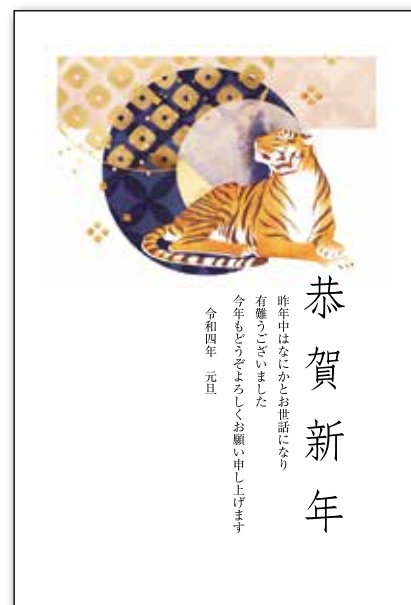 恭賀新年
昨年中はなにかとお世話になり
有難うございました
今年もどうぞよろしくお願い申し上げます
令和四年　元旦